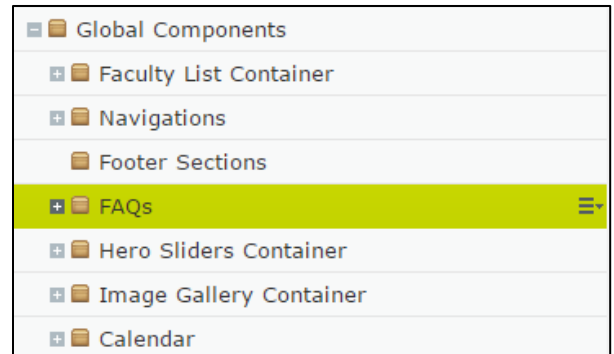 Global Components
Faculty List Container
Navigations
Footer Sections
FAQs
Hero Sliders Container
Image Gallery Container
Calendar